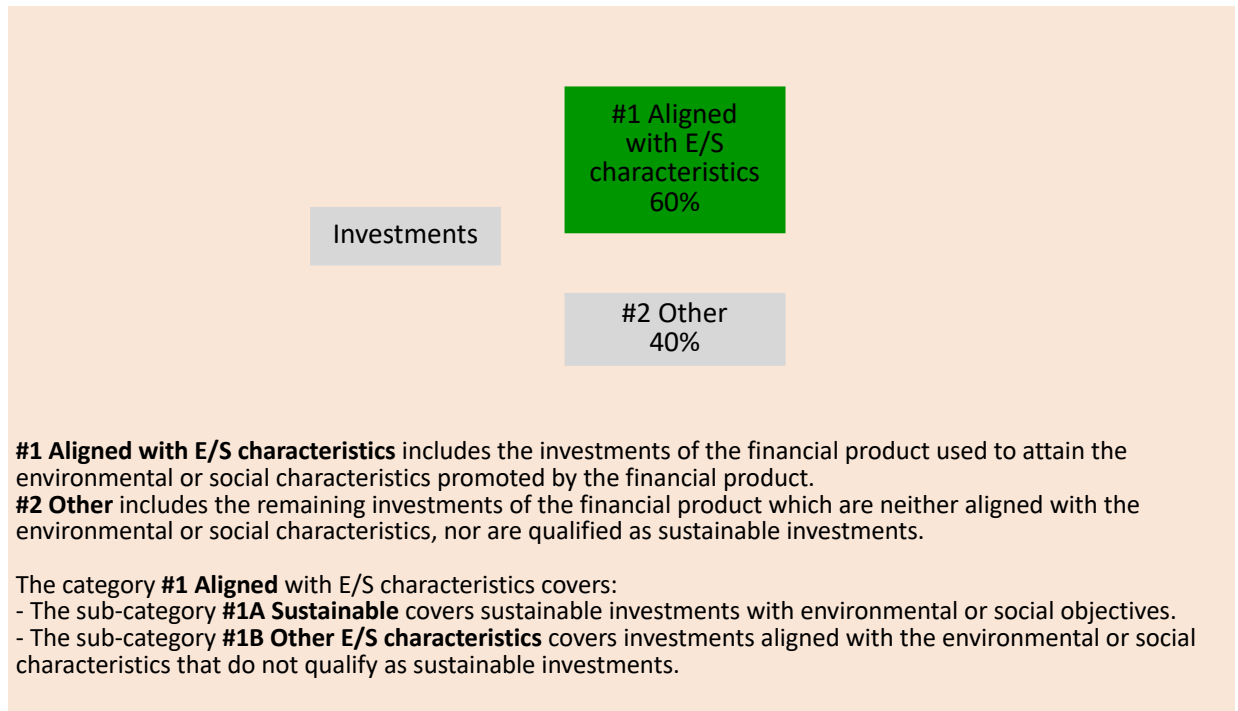 #1 Aligned
with E/S
characteristics
60%
Investments
#2 Other
40%
#1 Aligned with E/S characteristics includes the investments of the financial product used to attain the
environmental or social characteristics promoted by the financial product.
#2 Other includes the remaining investments of the financial product which are neither aligned with the
environmental or social characteristics, nor are qualified as sustainable investments.
The category #1 Aligned with E/S characteristics covers:
- The sub-category #1A Sustainable covers sustainable investments with environmental or social objectives.
- The sub-category #1B Other E/S characteristics covers investments aligned with the environmental or social
characteristics that do not qualify as sustainable investments.